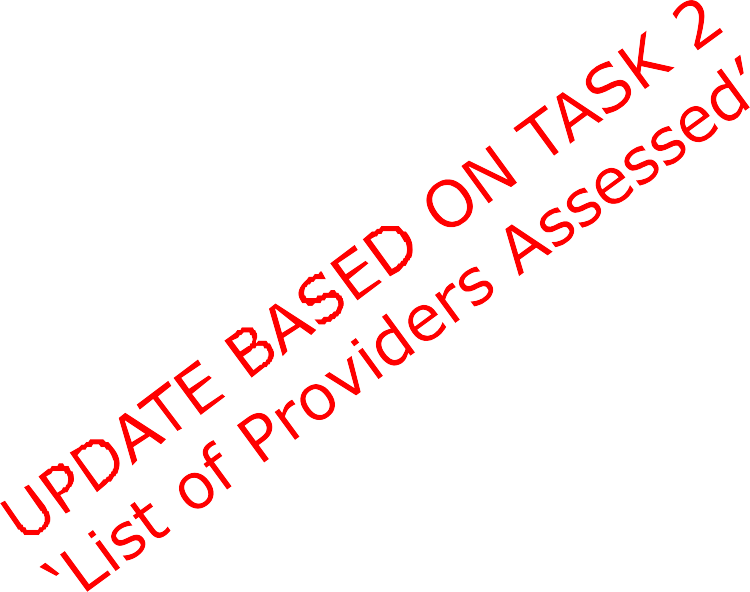 UPDATE BASED ON TASK 2
‘List of Providers Assessed’